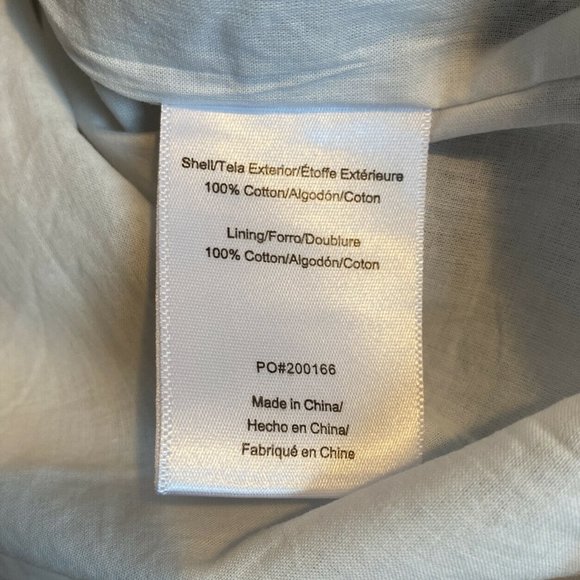 Shell/Tela Exterior/Étoffe Extérieure
100% Cotton/Algodón/Coton
Lining/Forro/Doublure
100% Cotton/Algodón/Coton
PO#200166
Made in China/
Hecho en China/
Fabriqué en Chine